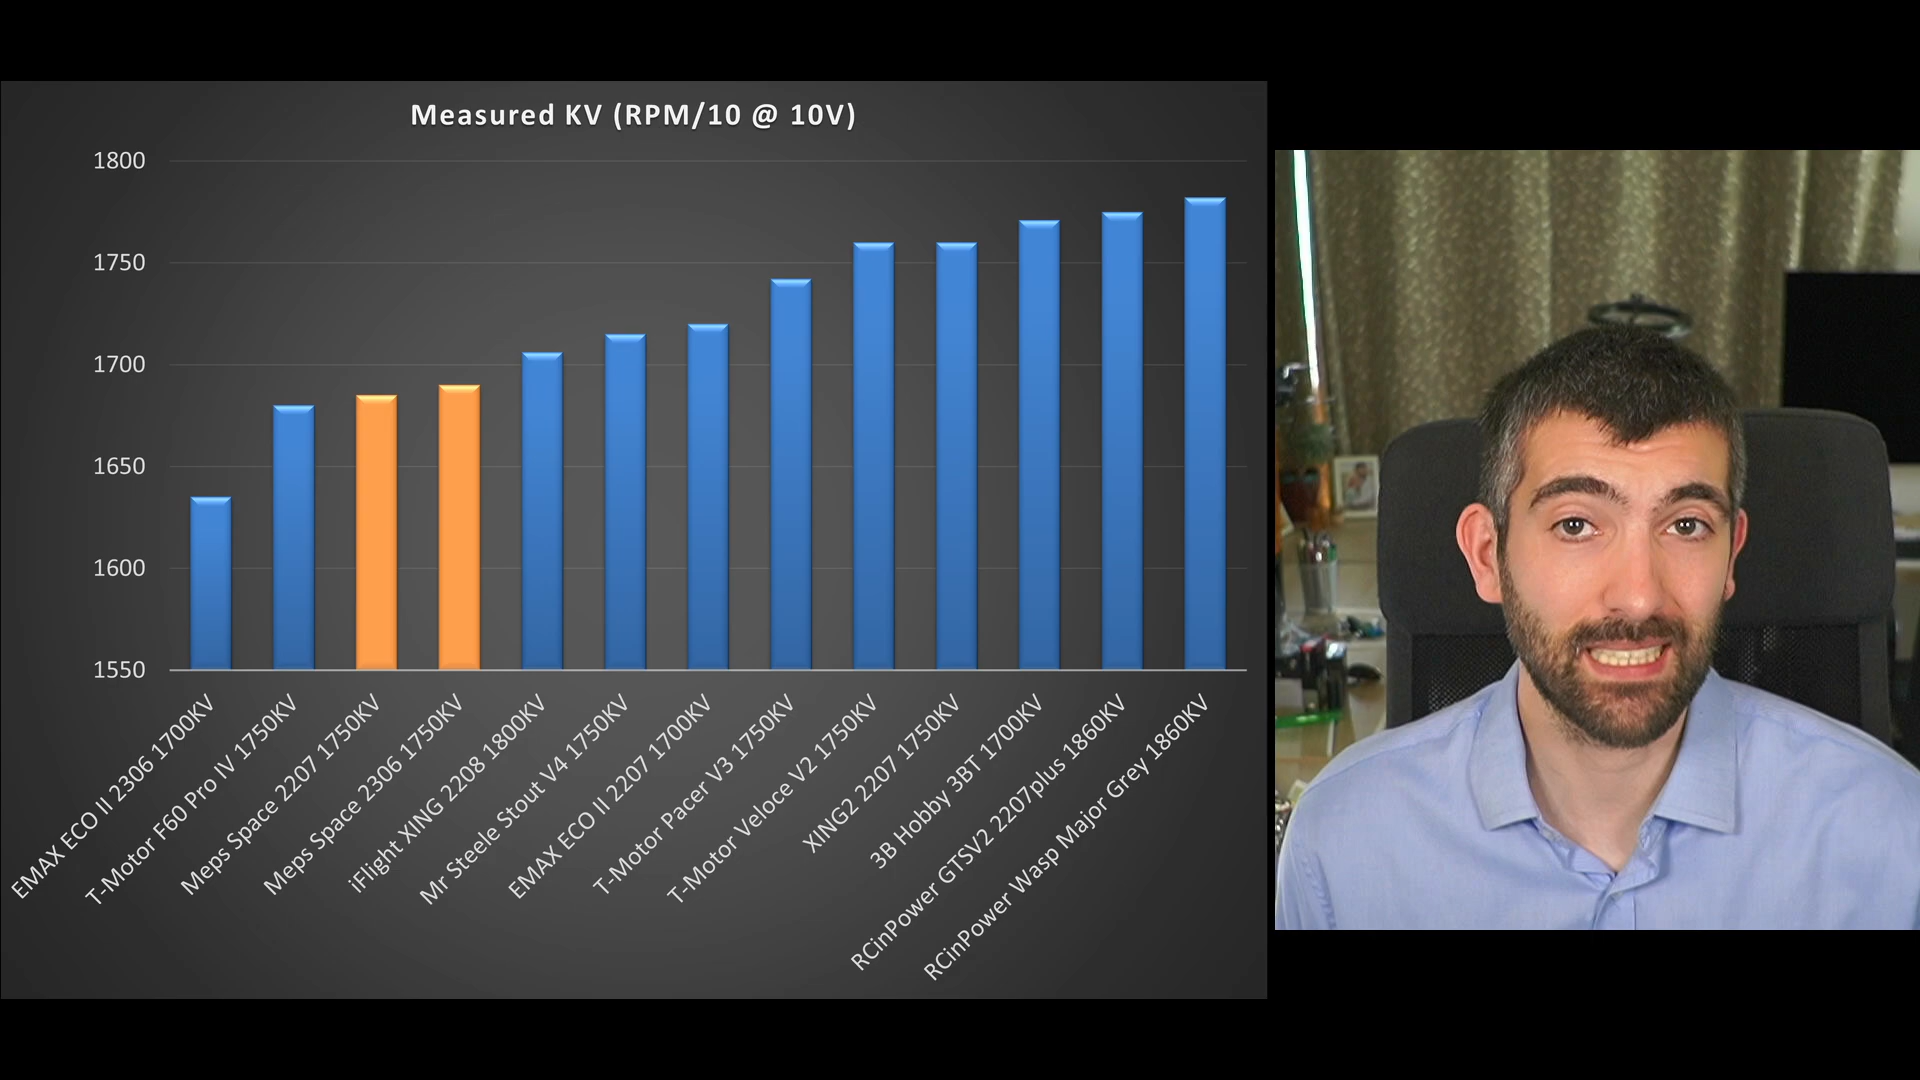 Measured KV (RPM/10 @ 10V)
1800
1750
1700
1650
1600
1550
EMAX ECO II 2306 1700KV
T-Motor F60 Pro IV 1750KV
Meps Space 2207 1750KV
Meps Space 2306 1750KV
iFlight XING 2208 1800KV
Mr Steele Stout V4 1750KV
EMAX ECO II 2207 1700KV
T-Motor Pacer V3 1750KV
T-Motor Veloce V2 1750KV
XING2 2207 1750KV
3B Hobby 3BT 1700KV
RCinPower GTSV2 2207plus 1860KV
RCinPower Wasp Major Grey 1860KV